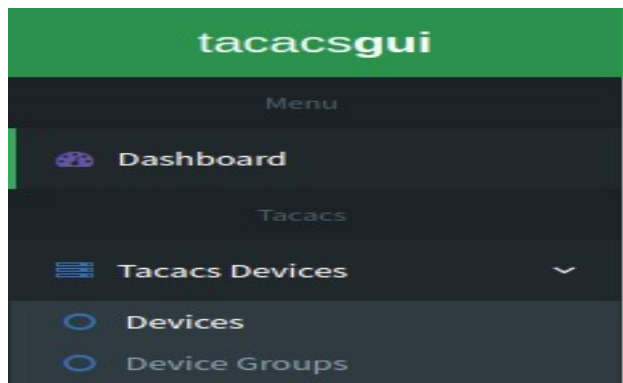 tacacsgui
Menu
Dashboard
Tacacs
Tacacs Devices
Devices
Device Groups